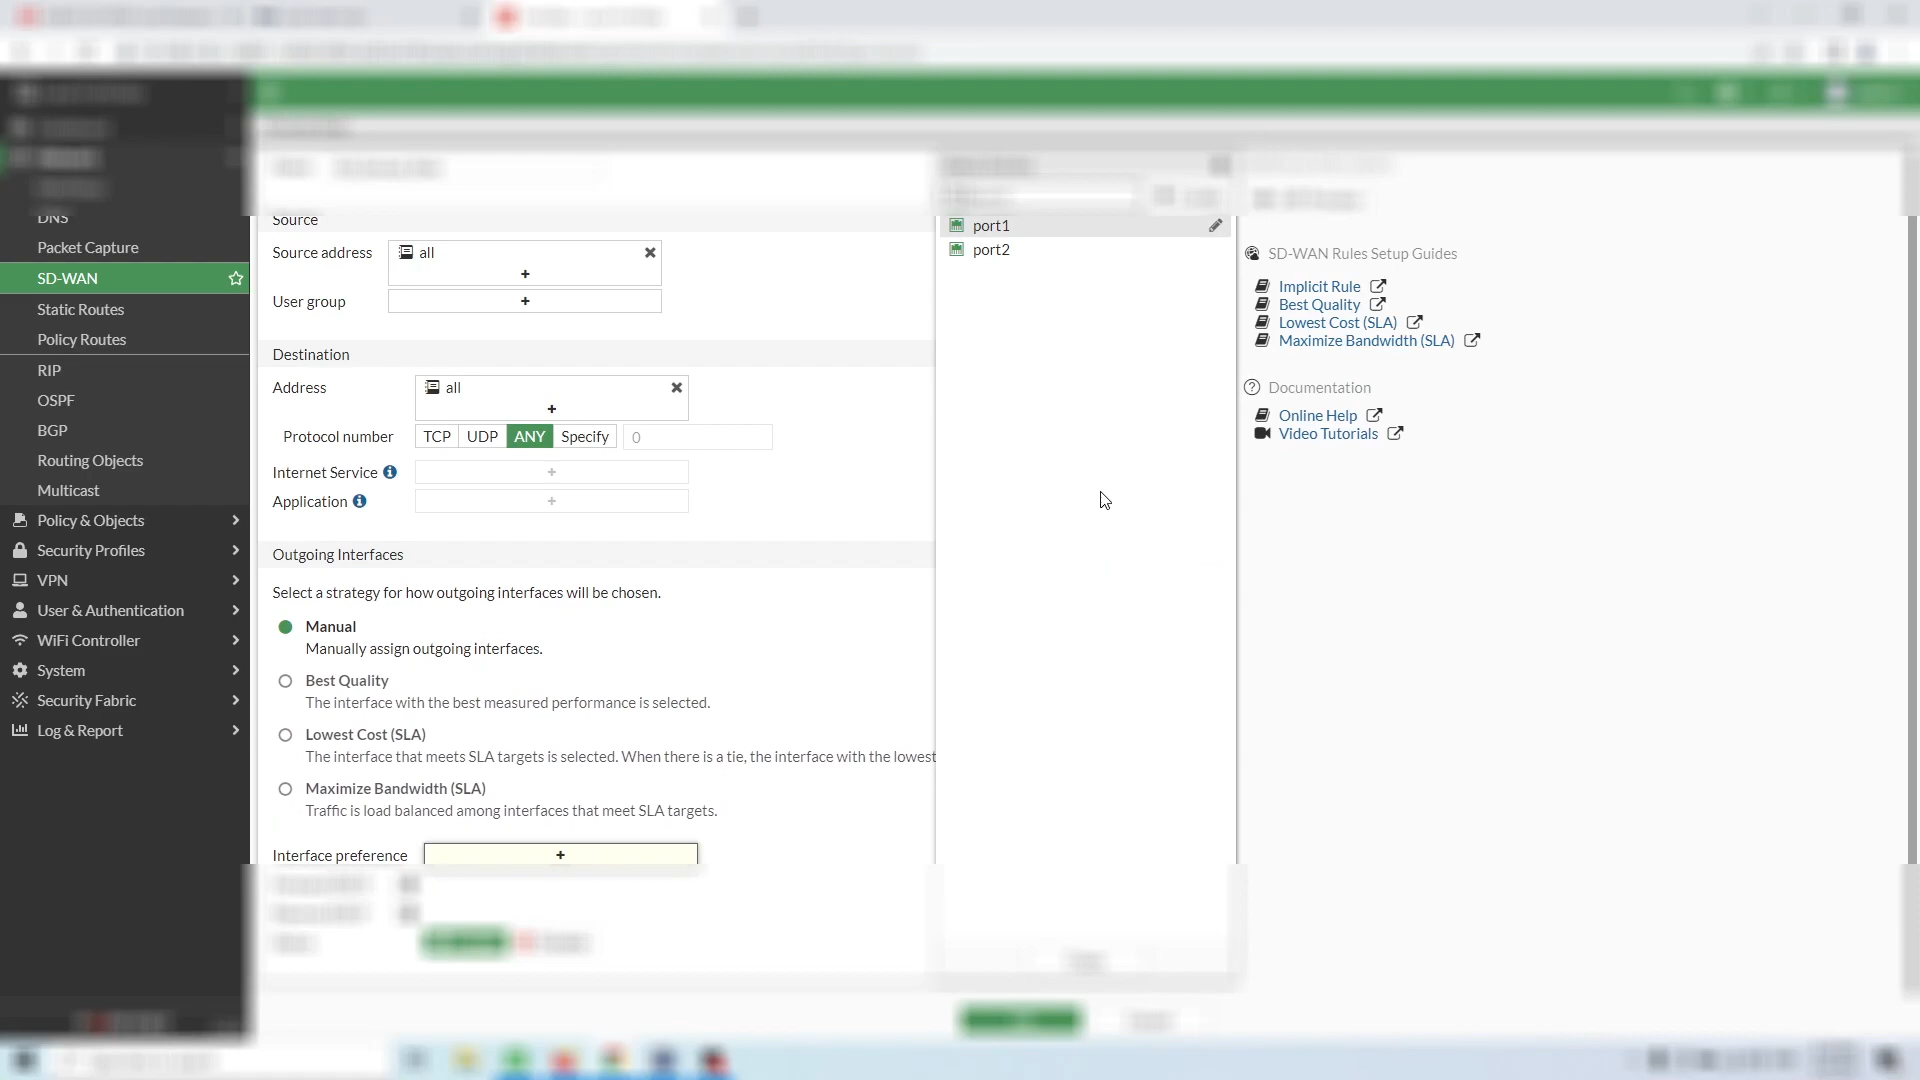 DNS
Packet Capture
SD-WAN
Static Routes
Policy Routes
RIP
OSPF
BGP
Routing Objects
Multicast
Policy & Objects
Security Profiles
VPN
User & Authentication
WiFi Controller
System
Security Fabric
Log & Report
Source
Source address all
+
User group +
Destination
Address all
+
Protocol number TCP UDP ANY Specify 0
Internet Service +
Application +
Outgoing Interfaces
Select a strategy for how outgoing interfaces will be chosen.
Manual
Manually assign outgoing interfaces.
Best Quality
The interface with the best measured performance is selected.
Lowest Cost (SLA)
The interface that meets SLA targets is selected. When there is a tie, the interface with the lowest
Maximize Bandwidth (SLA)
Traffic is load balanced among interfaces that meet SLA targets.
Interface preference +
port1
port2
SD-WAN Rules Setup Guides
Implicit Rule
Best Quality
Lowest Cost (SLA)
Maximize Bandwidth (SLA)
Documentation
Online Help
Video Tutorials